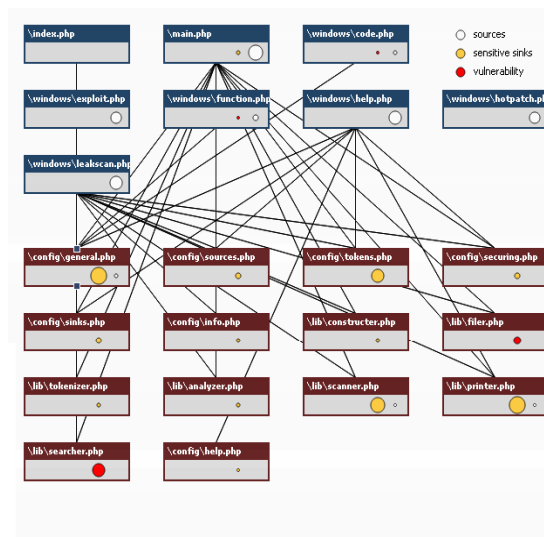 \index.php
\main.php
\windows\code.php
sources
sensitive sinks
vulnerability
\windows\exploit.php
\windows\function.php
\windows\help.php
\windows\hotpatch.php
\windows\leakscan.php
\config\general.php
\config\sources.php
\config\tokens.php
\config\securing.php
\config\sinks.php
\config\info.php
\lib\constructer.php
\lib\filer.php
\lib\tokenizer.php
\lib\analyzer.php
\lib\scanner.php
\lib\printer.php
\lib\searcher.php
\config\help.php